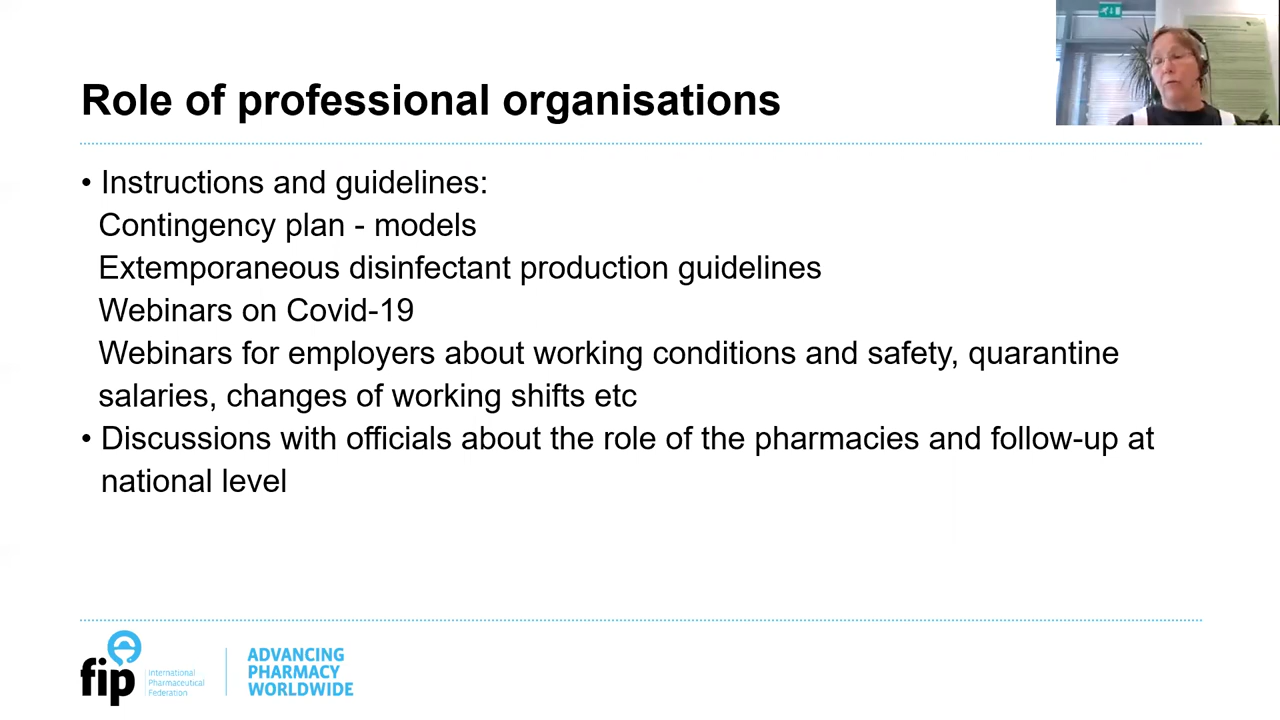 Role of professional organisations
• Instructions and guidelines:
Contingency plan - models
Extemporaneous disinfectant production guidelines
Webinars on Covid-19
Webinars for employers about working conditions and safety, quarantine
salaries, changes of working shifts etc
• Discussions with officials about the role of the pharmacies and follow-up at
national level
fip
International
Pharmaceutical
Federation
ADVANCING
PHARMACY
WORLDWIDE